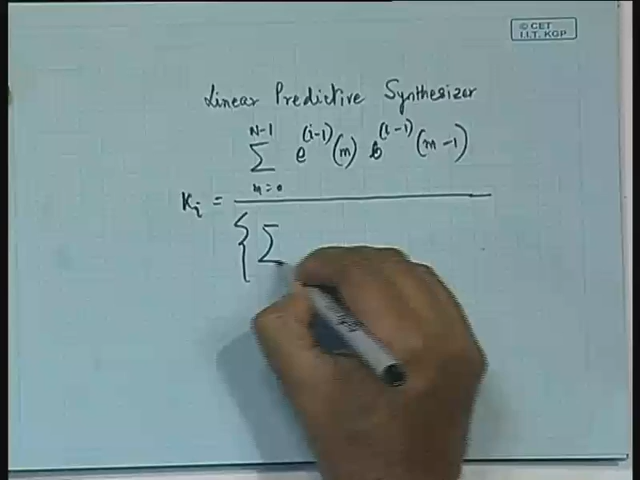 © CET
I.I.T. KGP
Linear Predictive Synthesizer
N-1
∑ e^(i-1)(m) b^(i-1)(m-1)
m=0
K_i =
{ ∑